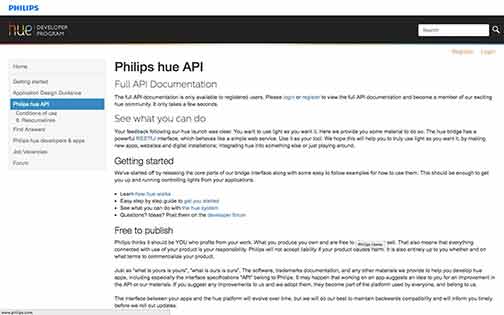 PHILIPS
hue DEVELOPER PROGRAM
Search
Register Login
Home
Getting started
Application Design Guidance
Philips hue API
Conditions of use
Find Answered
Philips hue developers & apps
Job Vacancies
Forum
Philips hue API
Full API Documentation
The full API documentation is only available to registered users. Please login or register to view the full API documentation and become a member of our exciting
hue community. It only takes a few seconds.
See what you can do
Your feedback following our hue launch was clear. You want to use light as you want it. Here we provide you some material to do so. The hue bridge has a
powerful RESTful interface, which behaves like a simple web service. Use it as your tool. We hope this will help you to truly use light as you want it; by making
new apps, websites and digital installations; integrating hue into something else or just playing around.
Getting started
We've started off by releasing the core parts of our bridge interface along with some easy to follow examples for how to use them. This should be enough to
get you up and running controlling lights from your applications.
Learn how hue works
Easy step by step guide to get you started
See what you can do with the hue system
Questions? Ideas? Post them on the developer forum
Free to publish
Philips thinks it should be YOU who profits from your work. What you produce you own and are free to Philips Home sell. That also means that everything
connected with use of your product is your responsibility. Philips will not accept liability if your product causes harm. It is also entirely up to you whether and on
what terms to commercialize your product.
Just as "what is yours is yours", what is ours is ours". The software, trademarks documentation, and any other materials we provide to help you develop hue
apps, including especially the interface specification "API" belong to Philips. It may happen that working on an app suggests an idea to you for an improvement in
the API or our materials. If you suggest any improvements to us and we adopt them, they become part of the platform used by everyone, and belong to us.
The interface between your apps and the hue platform will evolve over time, but we will do our best to maintain backwards compatibility and will inform you timely
before we roll out updates.
www.philips.com